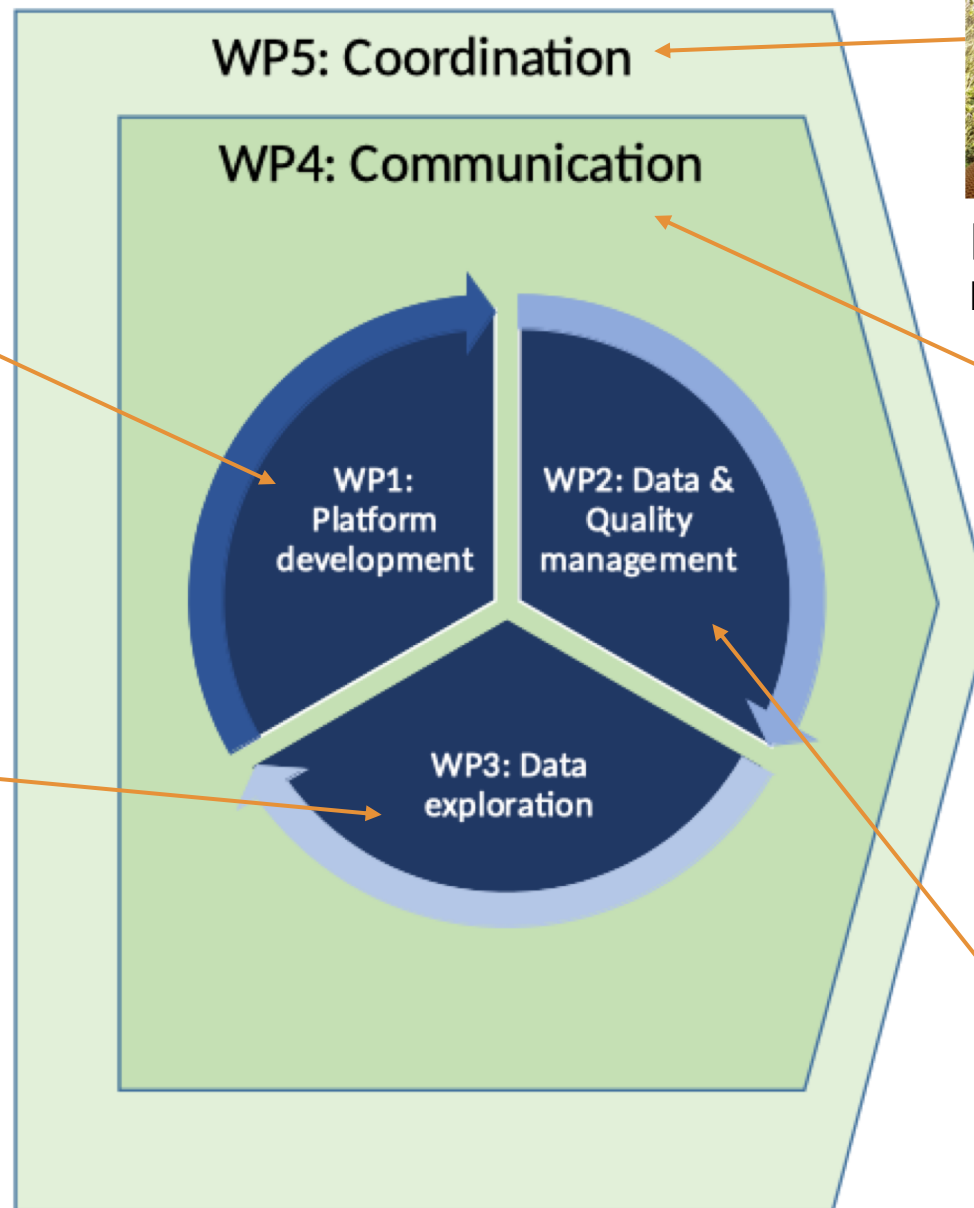 WP5: Coordination
WP4: Communication
WP1:
Platform
development
WP2: Data &
Quality
management
WP3: Data
exploration